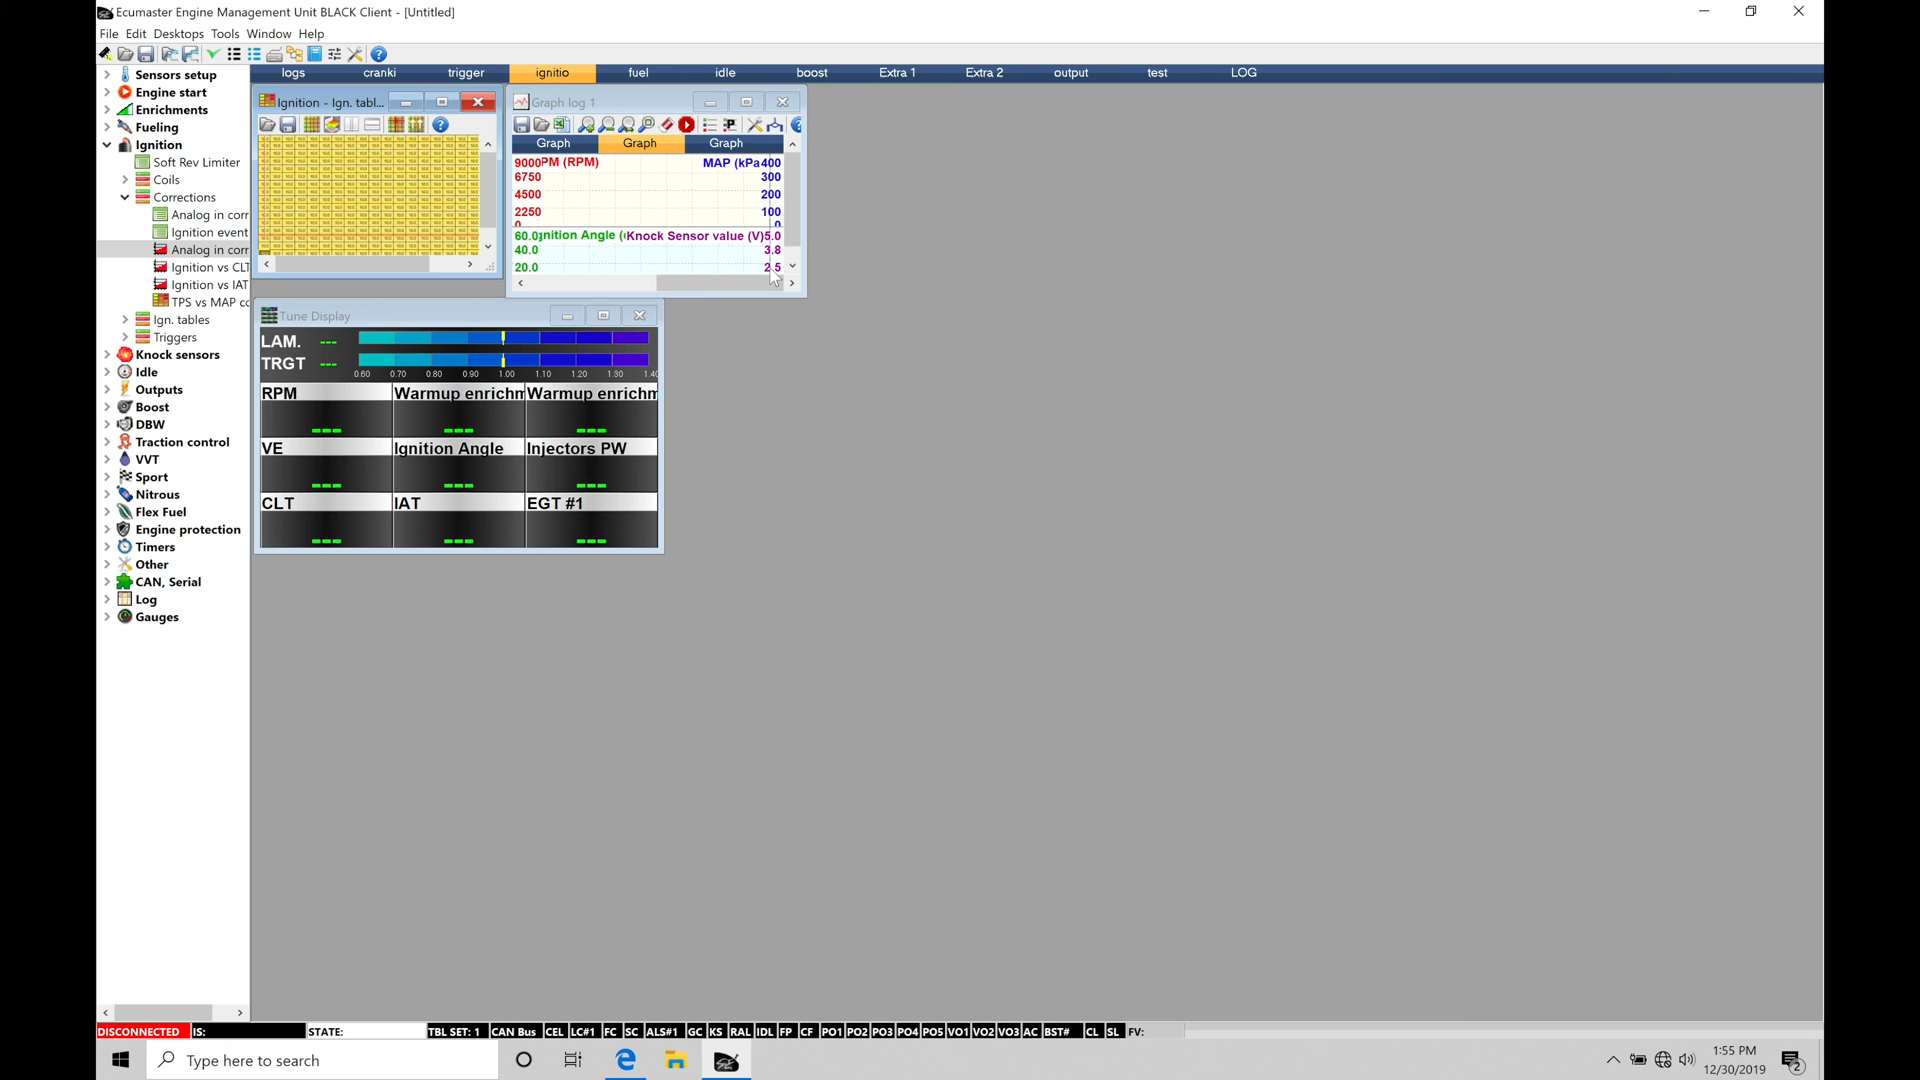 Ecumaster Engine Management Unit BLACK Client - [Untitled]
File Edit Desktops Tools Window Help
logs cranki trigger ignitio fuel idle boost Extra 1 Extra 2 output test LOG
Sensors setup
Engine start
Enrichments
Fueling
Ignition
Soft Rev Limiter
Coils
Corrections
Analog in corr
Ignition event
Analog in corr
Ignition vs CLT
Ignition vs IAT
TPS vs MAP cc
Ign. tables
Triggers
Knock sensors
Idle
Outputs
Boost
DBW
Traction control
VVT
Sport
Nitrous
Flex Fuel
Engine protection
Timers
Other
CAN, Serial
Log
Gauges
Ignition - Ign. tabl...
Graph log 1
Graph Graph Graph
9000 PM (RPM) MAP (kPa 400
6750 300
4500 200
2250 100
0 0
60.0 gnition Angle ( Knock Sensor value (V) 5.0
40.0 3.8
20.0 2.5
Tune Display
LAM. ---
TRGT ---
0.60 0.70 0.80 0.90 1.00 1.10 1.20 1.30 1.40
RPM Warmup enrichm Warmup enrichm
--- --- ---
VE Ignition Angle Injectors PW
--- --- ---
CLT IAT EGT #1
--- --- ---
DISCONNECTED IS: STATE: TBL SET: 1 CAN Bus CEL LC#1 FC SC ALS#1 GC KS RAL IDL FP CF PO1 PO2 PO3 PO4 PO5 VO1 VO2 VO3 AC BST# CL SL FV:
Type here to search
1:55 PM
12/30/2019
2